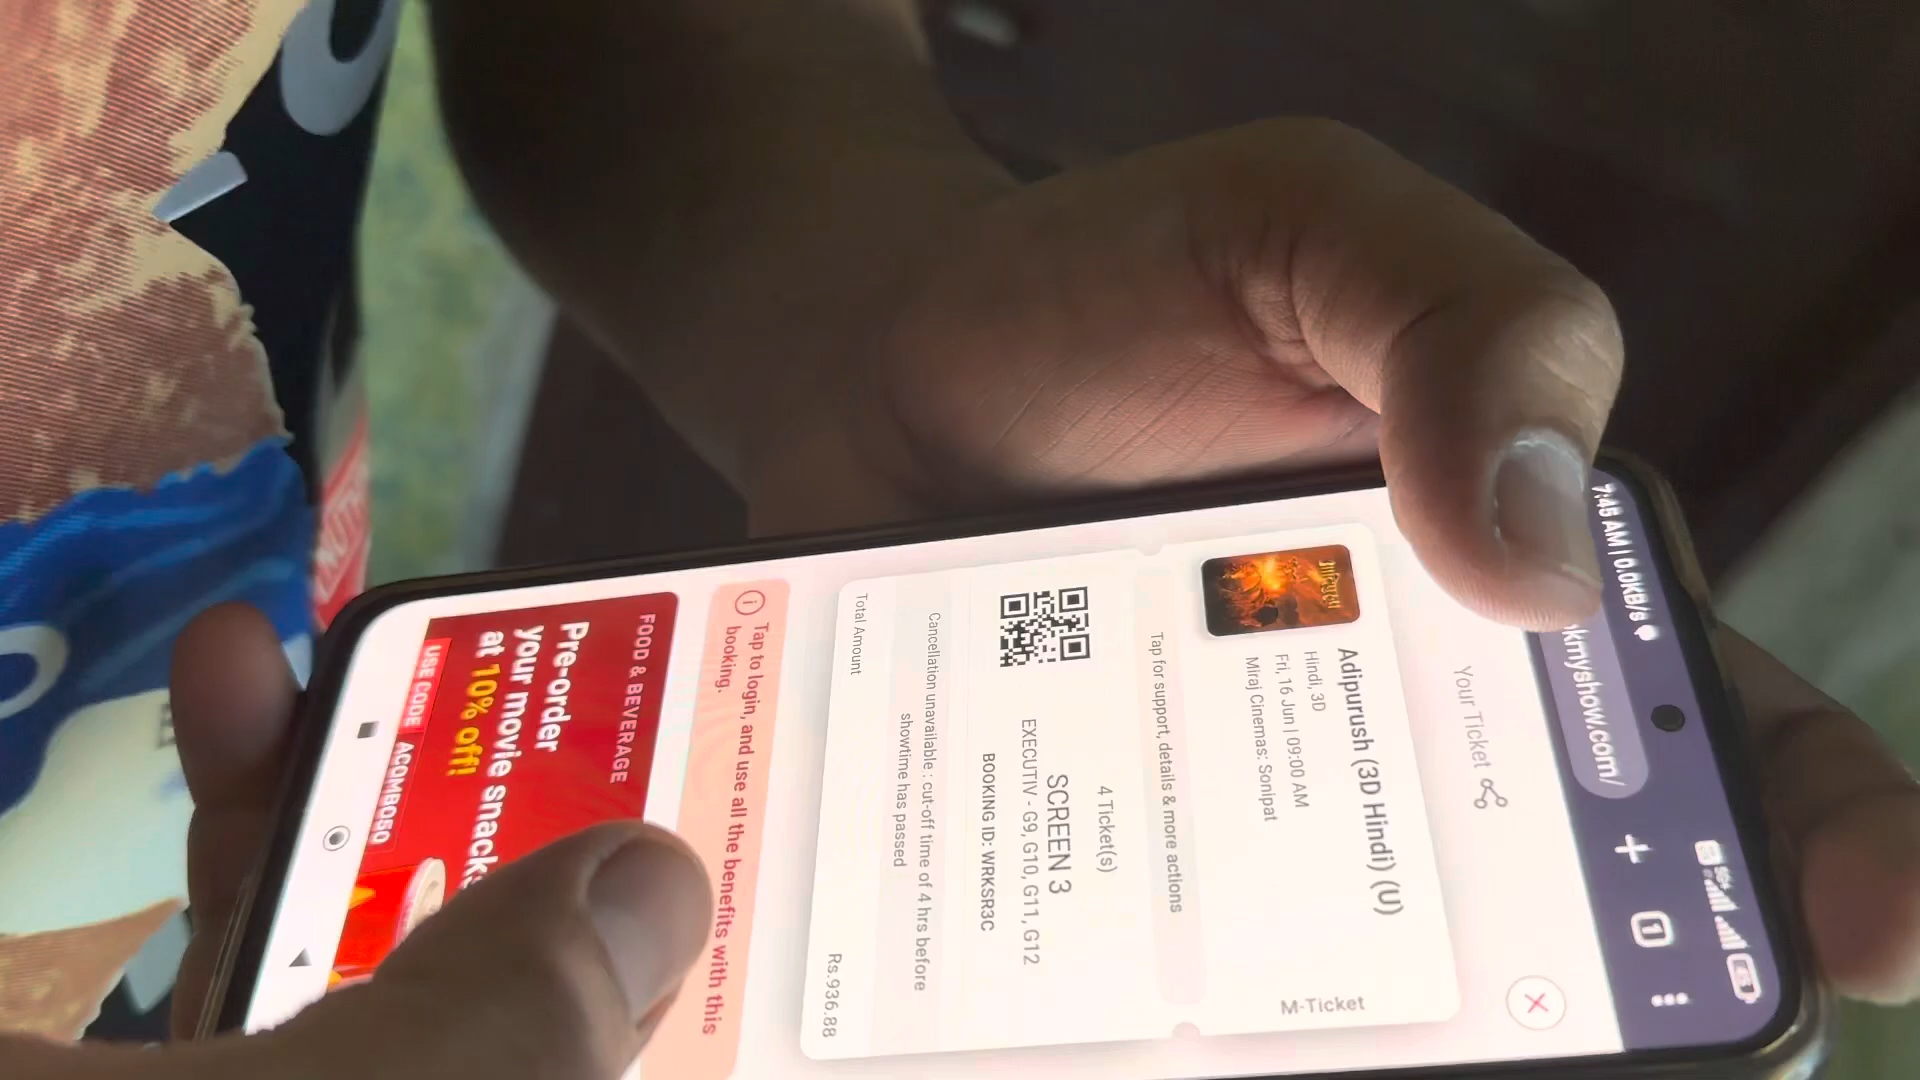 7:45 AM | 0.0KB/s
5G+
45
kmyshow.com/
1
Your Ticket
Adipurush (3D Hindi) (U)
Hindi, 3D
Fri, 16 Jun | 09:00 AM
Miraj Cinemas: Sonipat
M-Ticket
Tap for support, details & more actions
4 Ticket(s)
SCREEN 3
EXECUTIV - G9, G10, G11, G12
BOOKING ID: WRKSR3C
Cancellation unavailable : cut-off time of 4 hrs before
showtime has passed
Total Amount
Rs.936.88
Tap to login, and use all the benefits with this
booking.
FOOD & BEVERAGE
Pre-order
your movie snacks
at 10% off!
USE CODE
ACOMBO50